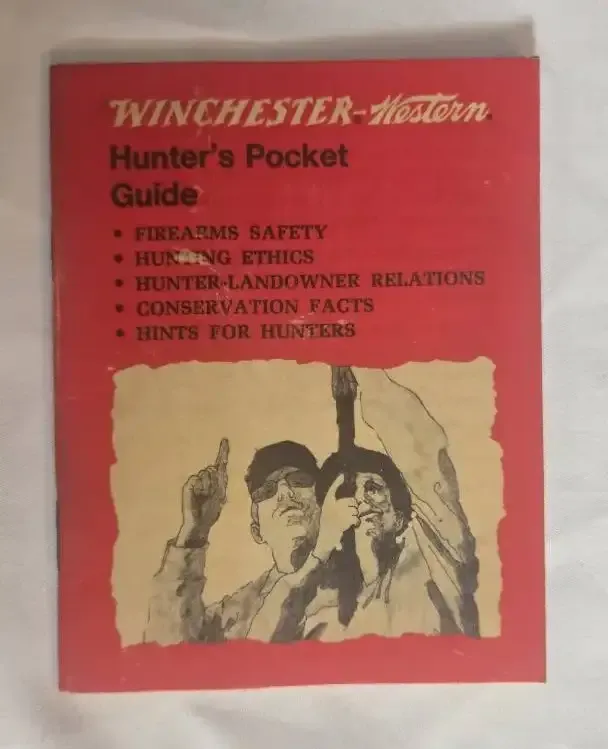 WINCHESTER-Western
Hunter's Pocket
Guide
• FIREARMS SAFETY
• HUNTING ETHICS
• HUNTER-LANDOWNER RELATIONS
• CONSERVATION FACTS
• HINTS FOR HUNTERS